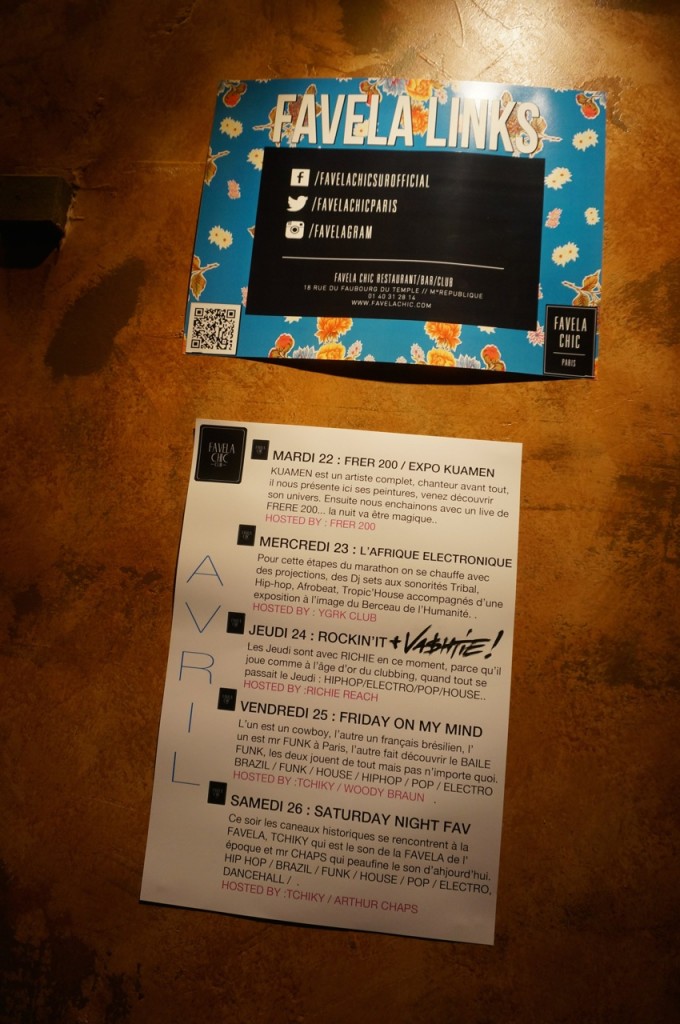 FAVELA LINKS
/FAVELACHICSUROFFICIAL
/FAVELACHICPARIS
/FAVELAGRAM
FAVELA CHIC RESTAURANT/BAR/CLUB
18 RUE DU FAUBOURG DU TEMPLE // M°REPUBLIQUE
01 40 31 28 14
WWW.FAVELACHIC.COM
FAVELA
CHIC
PARIS
FAVELA
CHIC
AVRIL
MARDI 22 : FRER 200 / EXPO KUAMEN
KUAMEN est un artiste complet, chanteur avant tout,
il nous présente ici ses peintures, venez découvrir
son univers. Ensuite nous enchainons avec un live de
FRERE 200... la nuit va être magique..
HOSTED BY : FRER 200
MERCREDI 23 : L'AFRIQUE ELECTRONIQUE
Pour cette étapes du marathon on se chauffe avec
des projections, des Dj sets aux sonorités Tribal,
Hip-hop, Afrobeat, Tropic'House accompagnés d'une
exposition à l'image du Berceau de l'Humanité. .
HOSTED BY : YGRK CLUB
JEUDI 24 : ROCKIN'IT + VA$HTIE!
Les Jeudi sont avec RICHIE en ce moment, parce qu'il
joue comme à l'âge d'or du clubbing, quand tout se
passait le Jeudi : HIPHOP/ELECTRO/POP/HOUSE..
HOSTED BY :RICHIE REACH
VENDREDI 25 : FRIDAY ON MY MIND
L'un est un cowboy, l'autre un français brésilien, l'
un est mr FUNK à Paris, l'autre fait découvrir le BAILE
FUNK, les deux jouent de tout mais pas n'importe quoi.
BRAZIL / FUNK / HOUSE / HIPHOP / POP / ELECTRO
HOSTED BY :TCHIKY / WOODY BRAUN .
SAMEDI 26 : SATURDAY NIGHT FAV
Ce soir les caneaux historiques se rencontrent à la
FAVELA, TCHIKY qui est le son de la FAVELA de l'
époque et mr CHAPS qui peaufine le son d'ahjourd'hui.
HIP HOP / BRAZIL / FUNK / HOUSE / POP / ELECTRO,
DANCEHALL / .
HOSTED BY :TCHIKY / ARTHUR CHAPS